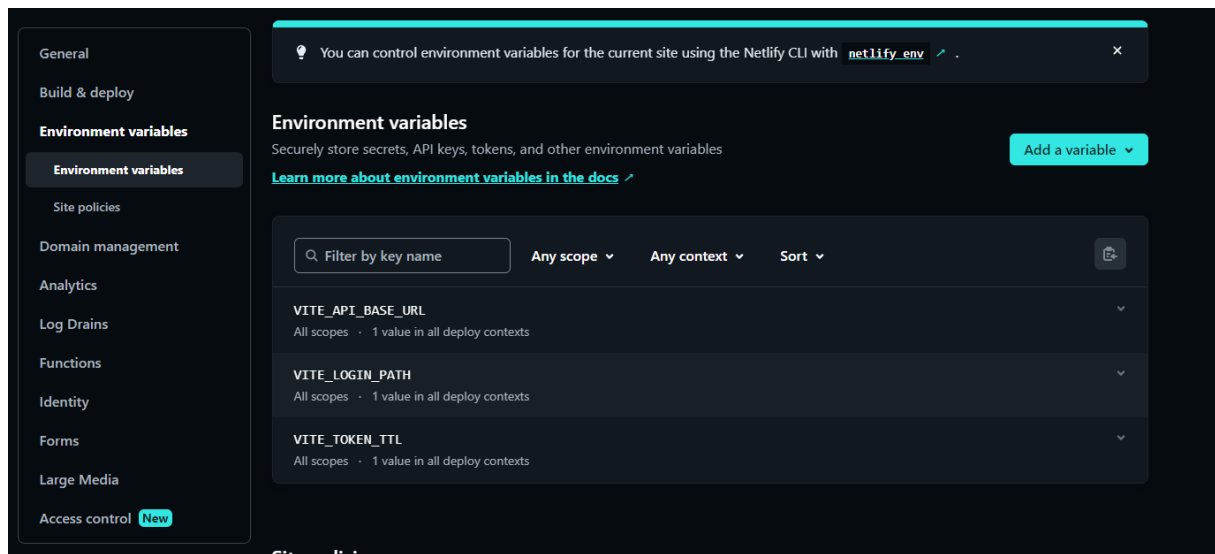 General
Build & deploy
Environment variables
Environment variables
Site policies
Domain management
Analytics
Log Drains
Functions
Identity
Forms
Large Media
Access control New
You can control environment variables for the current site using the Netlify CLI with netlify env ↗ .
Environment variables
Securely store secrets, API keys, tokens, and other environment variables
Learn more about environment variables in the docs ↗
Add a variable
Filter by key name
Any scope
Any context
Sort
VITE_API_BASE_URL
All scopes · 1 value in all deploy contexts
VITE_LOGIN_PATH
All scopes · 1 value in all deploy contexts
VITE_TOKEN_TTL
All scopes · 1 value in all deploy contexts